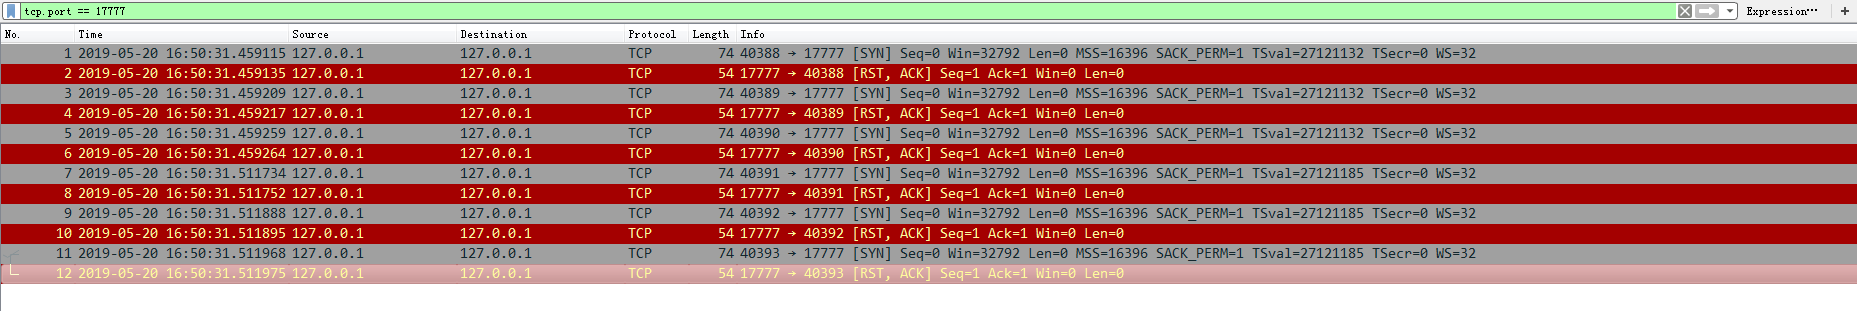 tcp.port == 17777 Expression… +
No. Time Source Destination Protocol Length Info
1 2019-05-20 16:50:31.459115 127.0.0.1 127.0.0.1 TCP 74 40388 → 17777 [SYN] Seq=0 Win=32792 Len=0 MSS=16396 SACK_PERM=1 TSval=27121132 TSecr=0 WS=32
2 2019-05-20 16:50:31.459135 127.0.0.1 127.0.0.1 TCP 54 17777 → 40388 [RST, ACK] Seq=1 Ack=1 Win=0 Len=0
3 2019-05-20 16:50:31.459209 127.0.0.1 127.0.0.1 TCP 74 40389 → 17777 [SYN] Seq=0 Win=32792 Len=0 MSS=16396 SACK_PERM=1 TSval=27121132 TSecr=0 WS=32
4 2019-05-20 16:50:31.459217 127.0.0.1 127.0.0.1 TCP 54 17777 → 40389 [RST, ACK] Seq=1 Ack=1 Win=0 Len=0
5 2019-05-20 16:50:31.459259 127.0.0.1 127.0.0.1 TCP 74 40390 → 17777 [SYN] Seq=0 Win=32792 Len=0 MSS=16396 SACK_PERM=1 TSval=27121132 TSecr=0 WS=32
6 2019-05-20 16:50:31.459264 127.0.0.1 127.0.0.1 TCP 54 17777 → 40390 [RST, ACK] Seq=1 Ack=1 Win=0 Len=0
7 2019-05-20 16:50:31.511734 127.0.0.1 127.0.0.1 TCP 74 40391 → 17777 [SYN] Seq=0 Win=32792 Len=0 MSS=16396 SACK_PERM=1 TSval=27121185 TSecr=0 WS=32
8 2019-05-20 16:50:31.511752 127.0.0.1 127.0.0.1 TCP 54 17777 → 40391 [RST, ACK] Seq=1 Ack=1 Win=0 Len=0
9 2019-05-20 16:50:31.511888 127.0.0.1 127.0.0.1 TCP 74 40392 → 17777 [SYN] Seq=0 Win=32792 Len=0 MSS=16396 SACK_PERM=1 TSval=27121185 TSecr=0 WS=32
10 2019-05-20 16:50:31.511895 127.0.0.1 127.0.0.1 TCP 54 17777 → 40392 [RST, ACK] Seq=1 Ack=1 Win=0 Len=0
11 2019-05-20 16:50:31.511968 127.0.0.1 127.0.0.1 TCP 74 40393 → 17777 [SYN] Seq=0 Win=32792 Len=0 MSS=16396 SACK_PERM=1 TSval=27121185 TSecr=0 WS=32
12 2019-05-20 16:50:31.511975 127.0.0.1 127.0.0.1 TCP 54 17777 → 40393 [RST, ACK] Seq=1 Ack=1 Win=0 Len=0